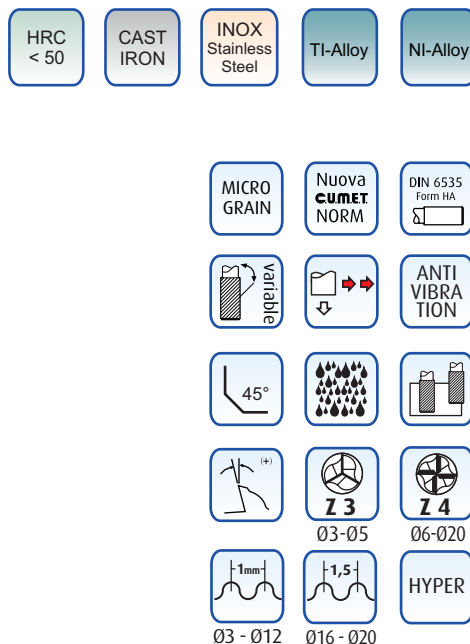 HRC
< 50
CAST
IRON
INOX
Stainless
Steel
TI-Alloy
NI-Alloy
MICRO
GRAIN
Nuova
C.U.M.E.T.
NORM
DIN 6535
Form HA
variable
ANTI
VIBRA
TION
45°
(+)
Z 3
Ø3-Ø5
Z 4
Ø6-Ø20
1mm
Ø3 - Ø12
1,5
Ø16 - Ø20
HYPER